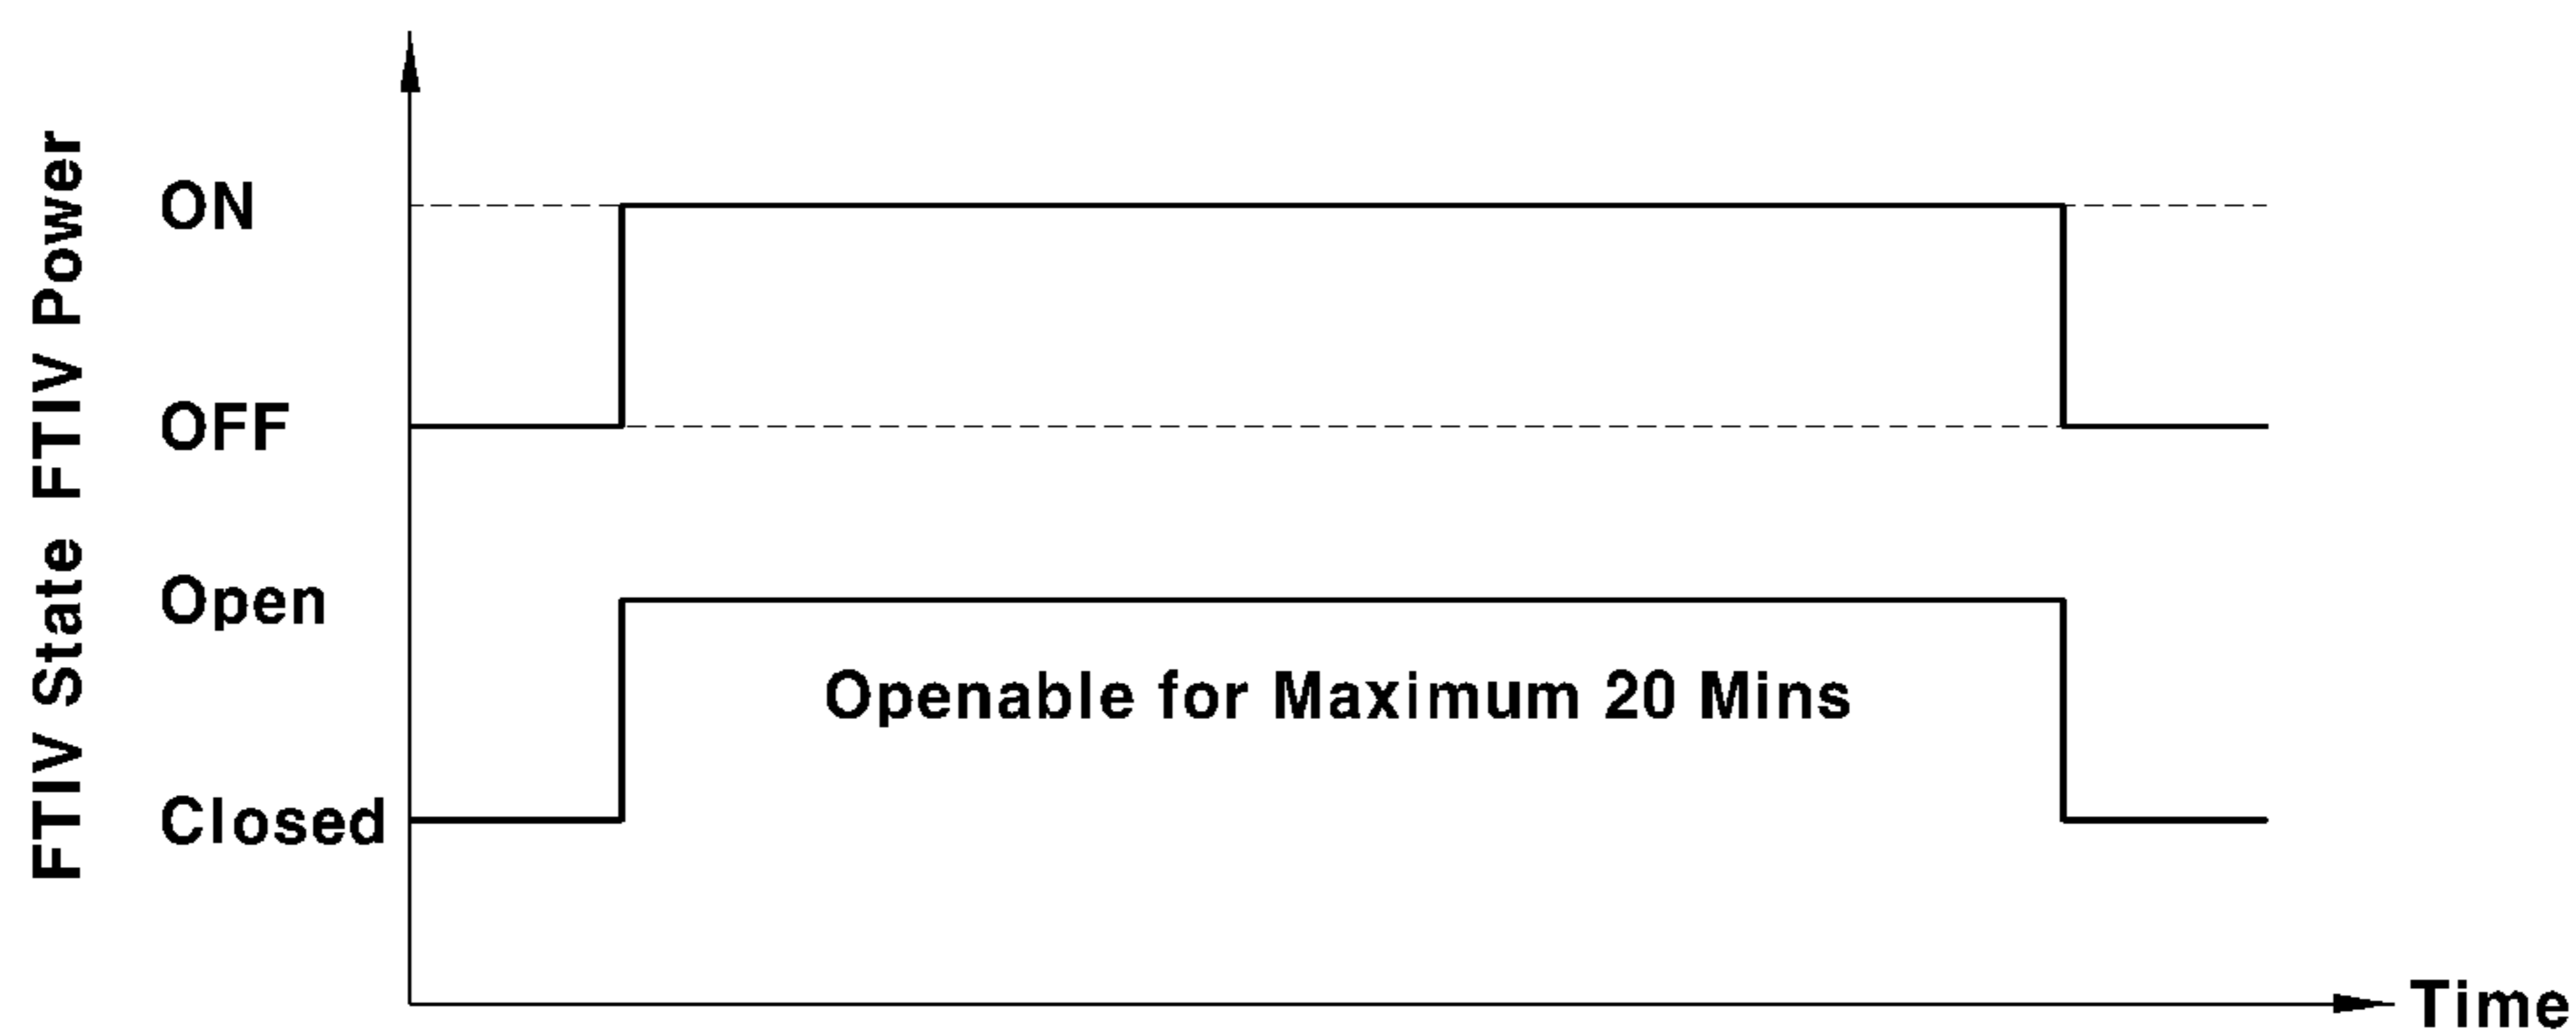 FTIV State FTIV Power
ON
OFF
Open
Openable for Maximum 20 Mins
Closed
Time